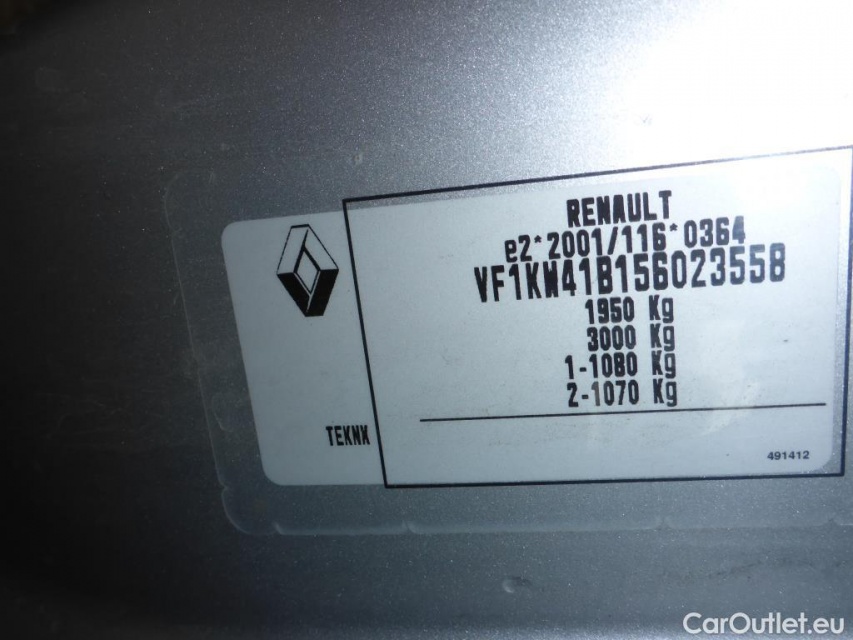 RENAULT
e2*2001/116*0364
VF1KW41B156023558
1950 Kg
3000 Kg
1-1080 Kg
2-1070 Kg
TEKNK
491412
CarOutlet.eu